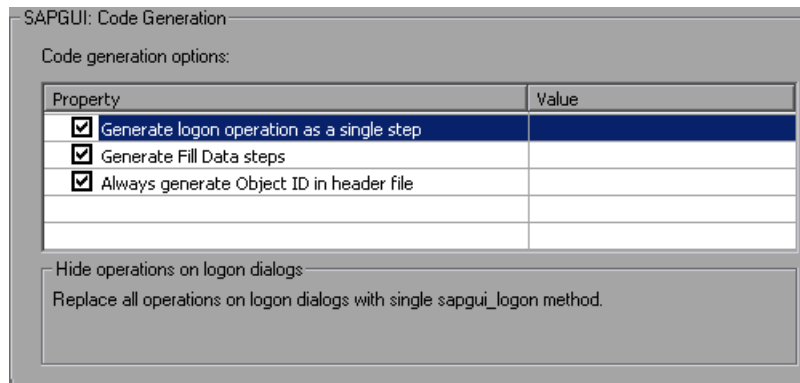 SAPGUI: Code Generation
Code generation options:
Property Value
Generate logon operation as a single step
Generate Fill Data steps
Always generate Object ID in header file
Hide operations on logon dialogs
Replace all operations on logon dialogs with single sapgui_logon method.